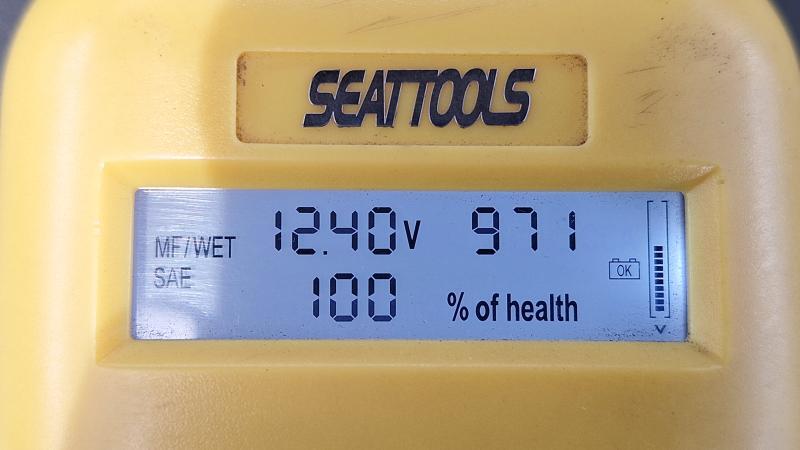 SEATTOOLS
MF/WET 12.40V 971
SAE
OK
100 % of health
V